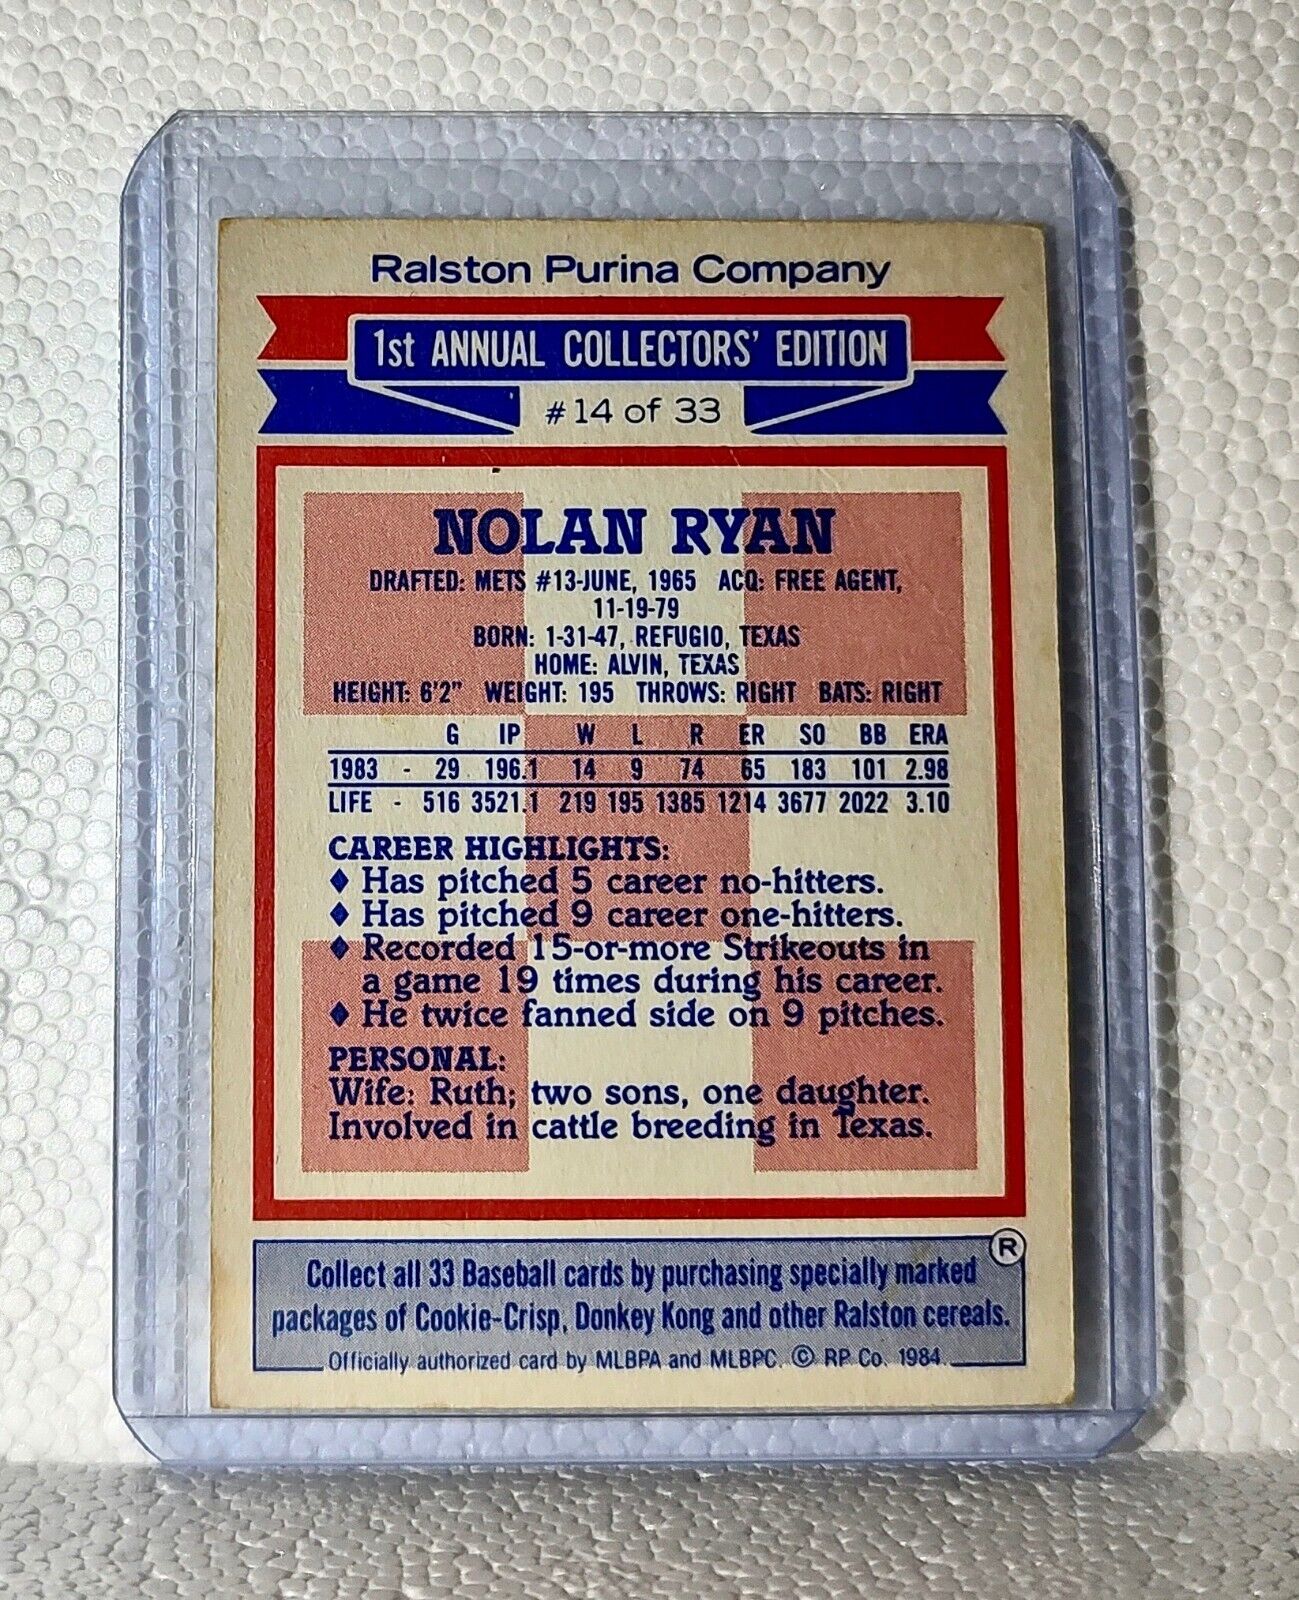 Ralston Purina Company
1st ANNUAL COLLECTORS' EDITION
#14 of 33
NOLAN RYAN
DRAFTED: METS #13-JUNE, 1965 ACQ: FREE AGENT,
11-19-79
BORN: 1-31-47, REFUGIO, TEXAS
HOME: ALVIN, TEXAS
HEIGHT: 6'2" WEIGHT: 195 THROWS: RIGHT BATS: RIGHT
G IP W L R ER SO BB ERA
1983 - 29 196.1 14 9 74 65 183 101 2.98
LIFE - 516 3521.1 219 195 1385 1214 3677 2022 3.10
CAREER HIGHLIGHTS:
♦ Has pitched 5 career no-hitters.
♦ Has pitched 9 career one-hitters.
♦ Recorded 15-or-more Strikeouts in
a game 19 times during his career.
♦ He twice fanned side on 9 pitches.
PERSONAL:
Wife: Ruth; two sons, one daughter.
Involved in cattle breeding in Texas.
®
Collect all 33 Baseball cards by purchasing specially marked
packages of Cookie-Crisp, Donkey Kong and other Ralston cereals.
Officially authorized card by MLBPA and MLBPC. © RP Co. 1984.